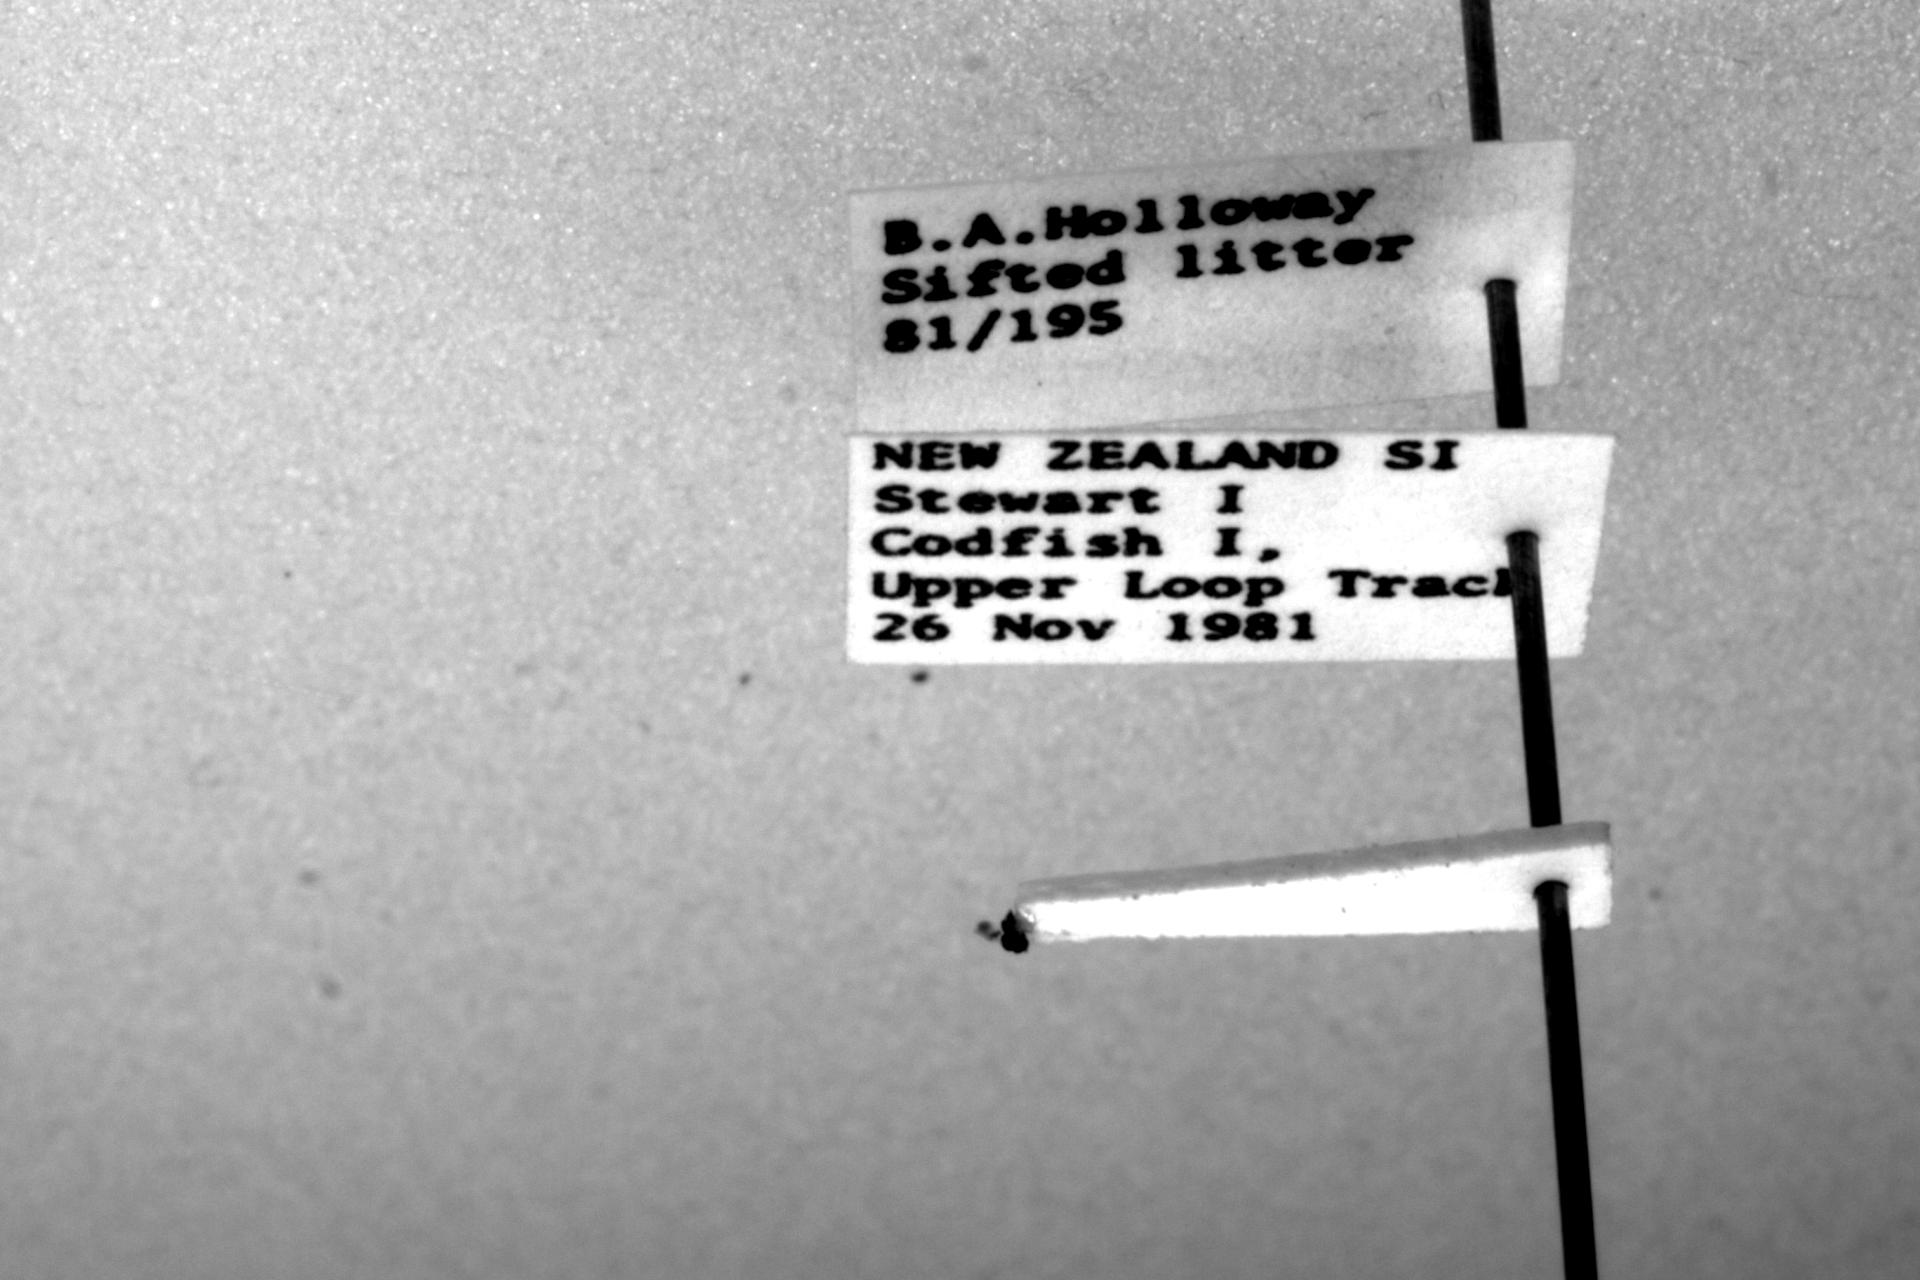 B.A.Holloway
Sifted litter
81/195
NEW ZEALAND SI
Stewart I
Codfish I,
Upper Loop Track
26 Nov 1981